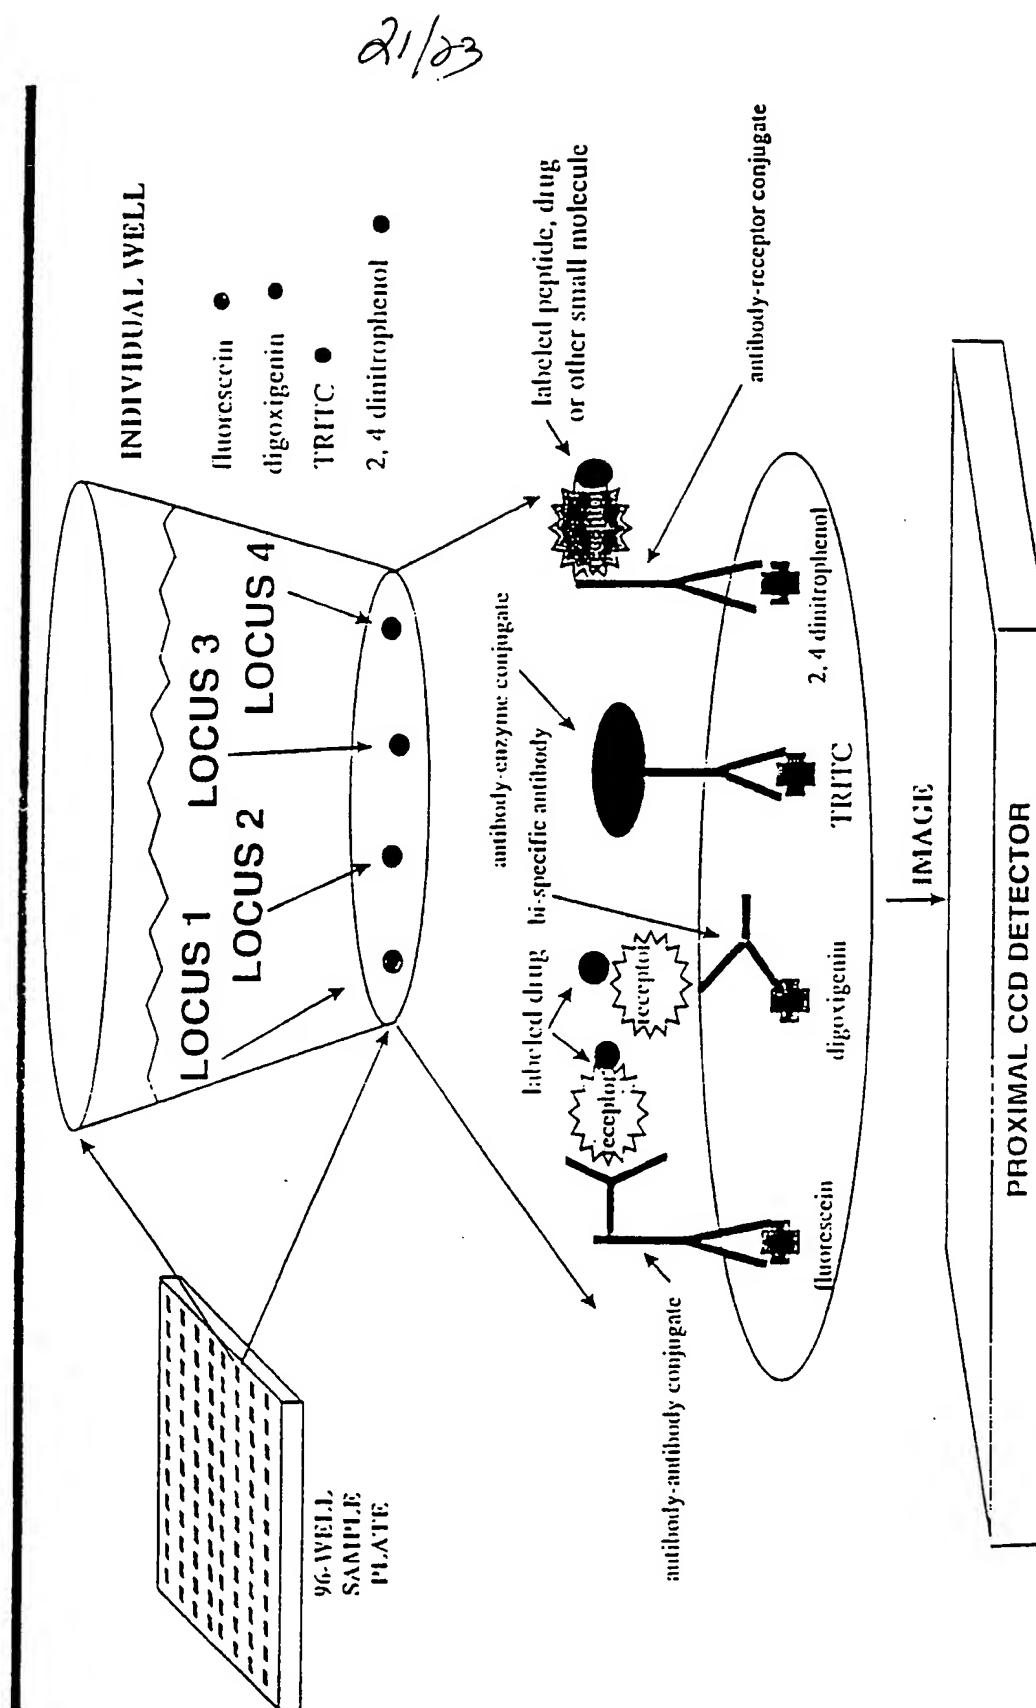 21/23
INDIVIDUAL WELL
fluorescein
digoxigenin
TRITC
2, 4 dinitrophenol
LOCUS 1
LOCUS 2
LOCUS 3
LOCUS 4
96-WELL
SAMPLE
PLATE
labeled peptide, drug
or other small molecule
antibody-receptor conjugate
antibody-enzyme conjugate
bi-specific antibody
labeled drug
antibody-antibody conjugate
receptor
receptor
receptor
fluorescein
digoxigenin
TRITC
2, 4 dinitrophenol
IMAGE
PROXIMAL CCD DETECTOR